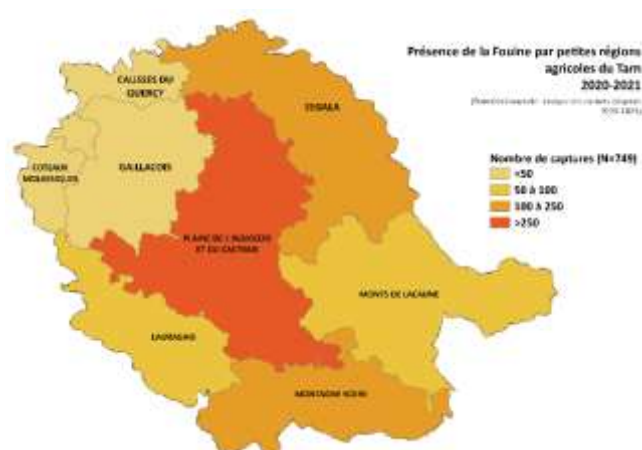 Présence de la Fouine par petites régions
agricoles du Tarn
2020-2021
CAUSSES DU
QUERCY
SEGALA
GAILLACOIS
COTEAUX
MOLASSIQUES
Nombre de captures (N=749)
<50
50 à 100
100 à 250
>250
PLAINE DE L'ALBIGEOIS
ET DU CASTRAIS
MONTS DE LACAUNE
LAURAGAIS
MONTAGNE NOIRE